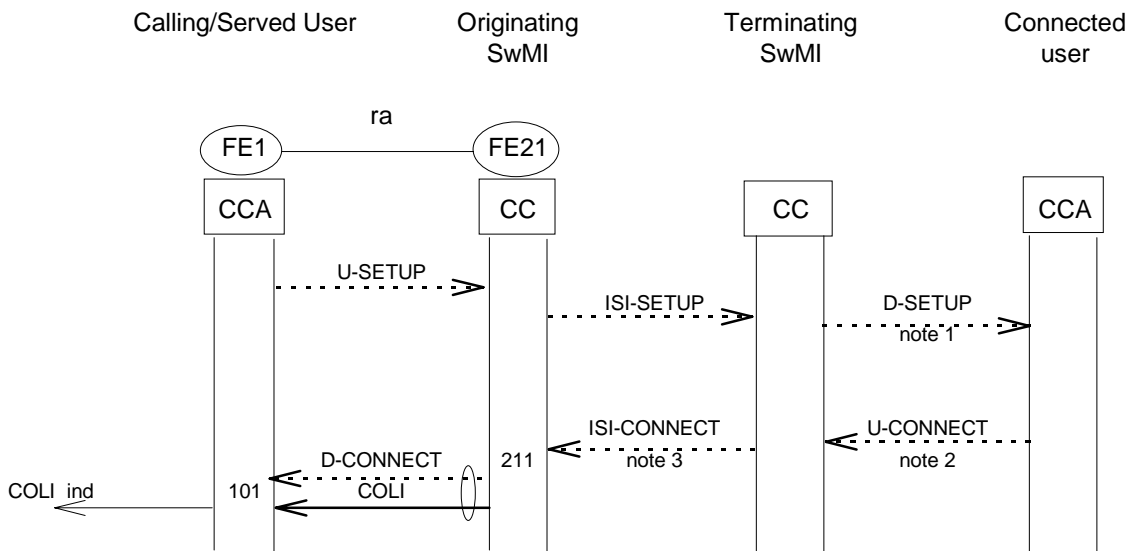 Calling/Served User
Originating
SwMI
Terminating
SwMI
Connected
user
ra
FE1
FE21
CCA
CC
CC
CCA
U-SETUP
ISI-SETUP
D-SETUP
note 1
U-CONNECT
note 2
ISI-CONNECT
note 3
211
D-CONNECT
COLI
101
COLI ind